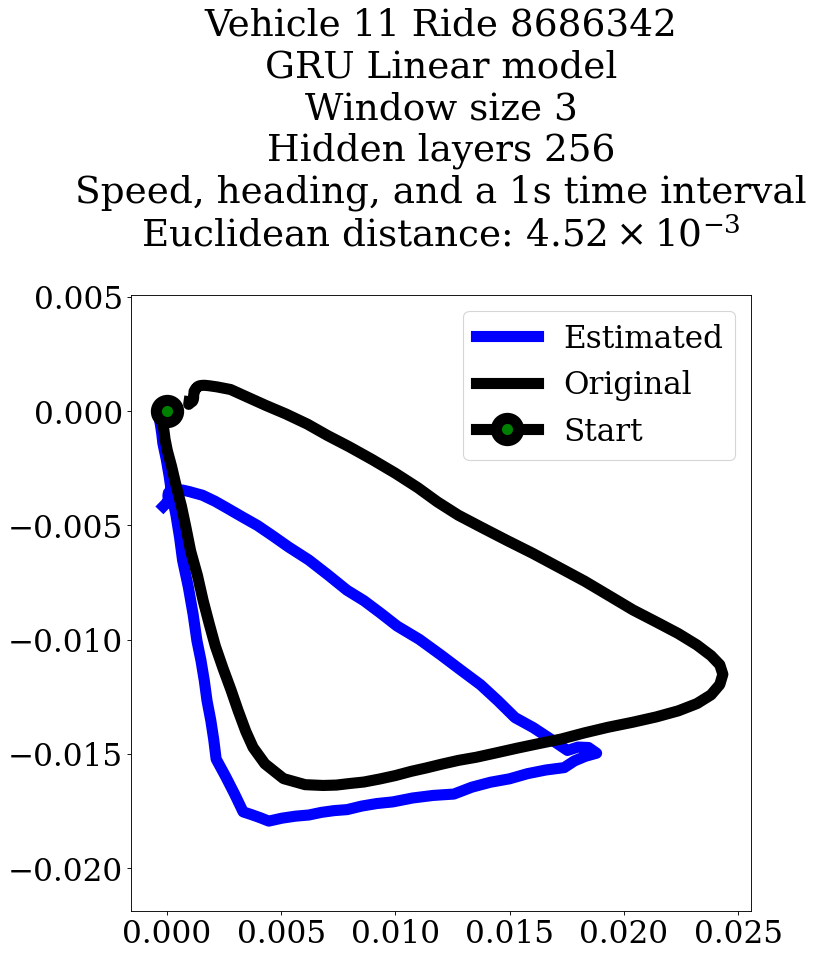 Vehicle 11 Ride 8686342
GRU Linear model
Window size 3
Hidden layers 256
Speed, heading, and a 1s time interval
Euclidean distance: 4.52 × 10⁻³
Estimated
Original
Start
0.005
0.000
−0.005
−0.010
−0.015
−0.020
0.000 0.005 0.010 0.015 0.020 0.025